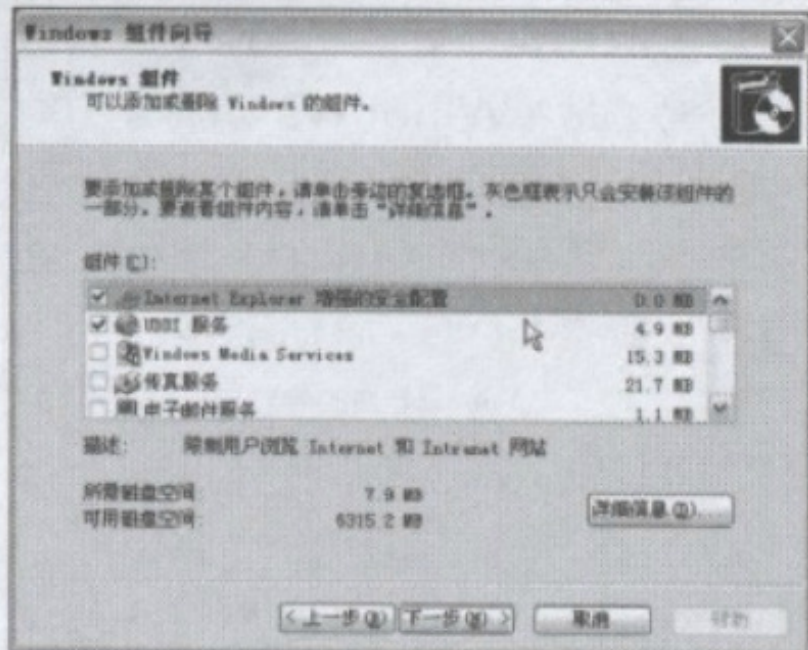 Windows 组件向导
Windows 组件
可以添加或删除 Windows 的组件。
要添加或删除某个组件，请单击旁边的复选框。灰色框表示只会安装该组件的
一部分。要查看组件内容，请单击“详细信息”。
组件(C):
Internet Explorer 增强的安全配置 0.0 MB
UDDI 服务 4.9 MB
Windows Media Services 15.3 MB
传真服务 21.7 MB
电子邮件服务 1.1 MB
描述: 限制用户浏览 Internet 和 Intranet 网站
所需磁盘空间: 7.9 MB
可用磁盘空间: 6315.2 MB
详细信息(D)...
< 上一步(B) 下一步(N) > 取消 帮助